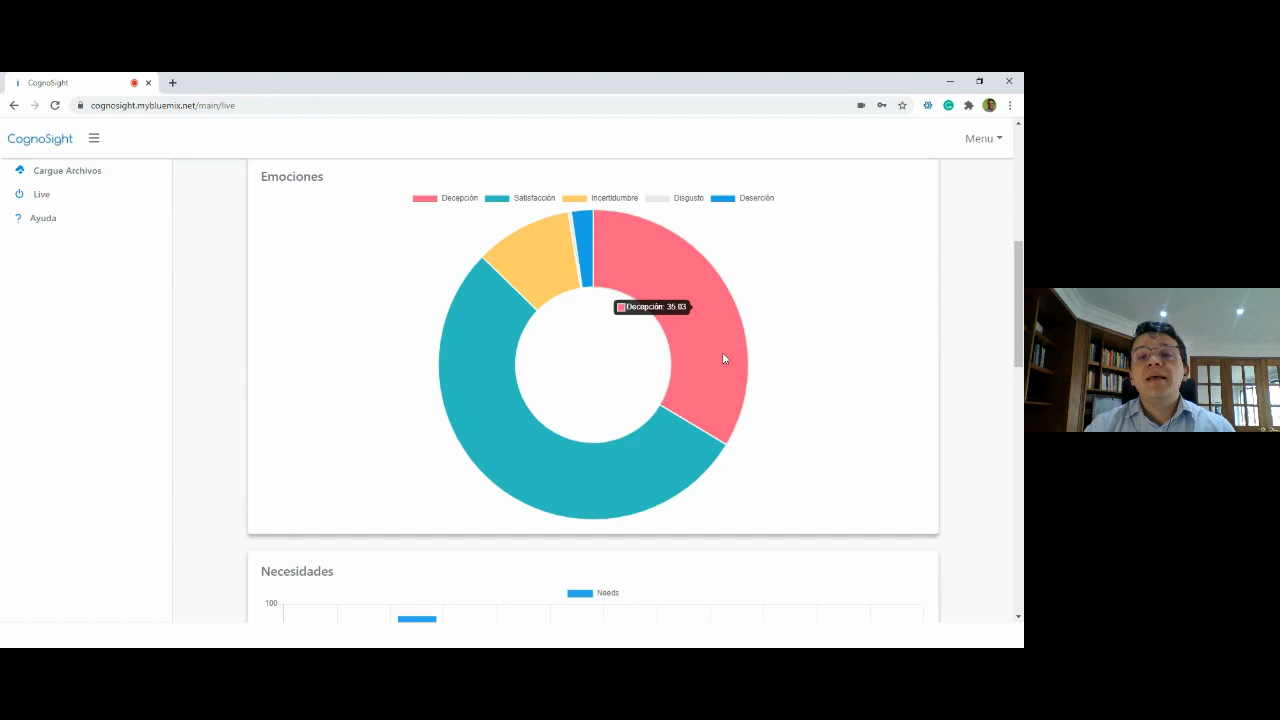 CognoSight
cognosight.mybluemix.net/main/live
CognoSight
Menu
Cargue Archivos
Live
Ayuda
Emociones
Decepción Satisfacción Incertidumbre Disgusto Deserción
Decepción: 35.03
Necesidades
Needs
100